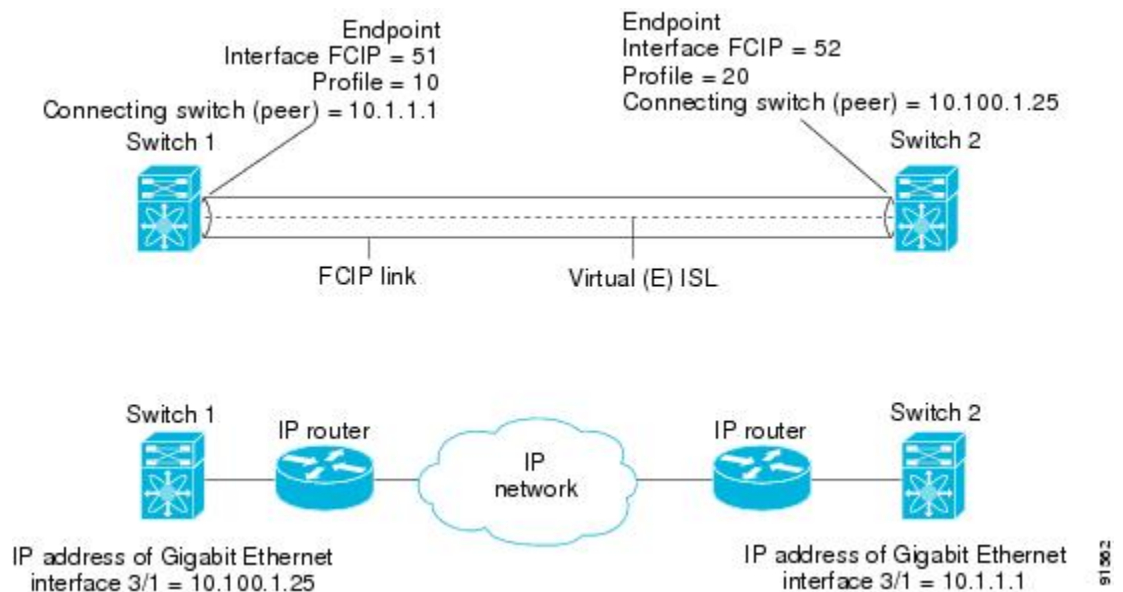 Endpoint
Interface FCIP = 51
Profile = 10
Connecting switch (peer) = 10.1.1.1
Switch 1
Endpoint
Interface FCIP = 52
Profile = 20
Connecting switch (peer) = 10.100.1.25
Switch 2
FCIP link
Virtual (E) ISL
Switch 1
IP router
IP
network
IP router
Switch 2
IP address of Gigabit Ethernet
interface 3/1 = 10.100.1.25
IP address of Gigabit Ethernet
interface 3/1 = 10.1.1.1
91562